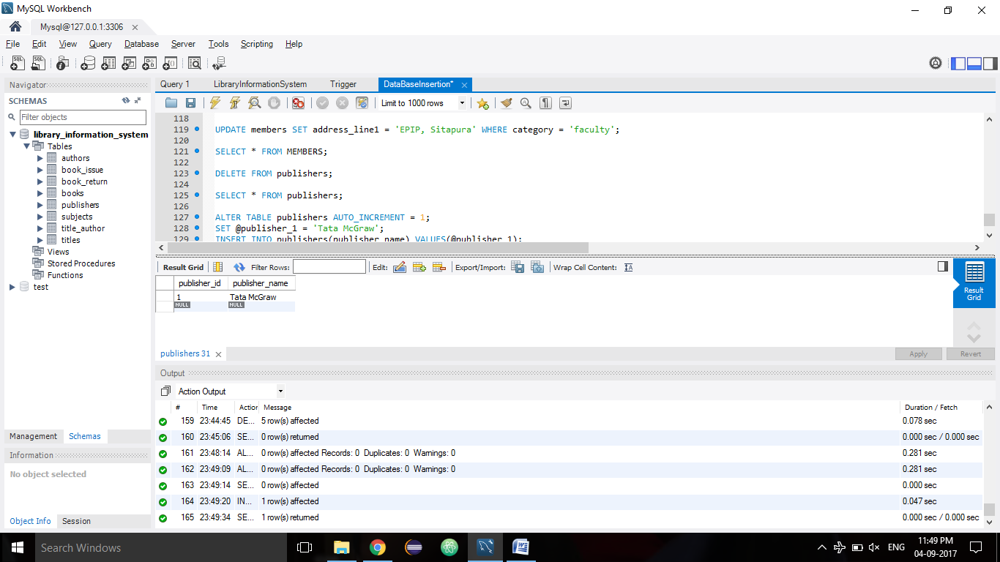 MySQL Workbench
Mysql@127.0.0.1:3306
File Edit View Query Database Server Tools Scripting Help
Navigator
SCHEMAS
Filter objects
library_information_system
Tables
authors
book_issue
book_return
books
publishers
subjects
title_author
titles
Views
Stored Procedures
Functions
test
Management Schemas
Information
No object selected
Object Info Session
Query 1 LibraryInformationSystem Trigger DataBaseInsertion*
Limit to 1000 rows
118
119 UPDATE members SET address_line1 = 'EPIP, Sitapura' WHERE category = 'faculty';
120
121 SELECT * FROM MEMBERS;
122
123 DELETE FROM publishers;
124
125 SELECT * FROM publishers;
126
127 ALTER TABLE publishers AUTO_INCREMENT = 1;
128 SET @publisher_1 = 'Tata McGraw';
129 INSERT INTO publishers(publisher_name) VALUES(@publisher_1);
Result Grid Filter Rows: Edit: Export/Import: Wrap Cell Content: IA
publisher_id publisher_name
1 Tata McGraw
NULL NULL
Result
Grid
publishers 31
Apply Revert
Output
Action Output
# Time Action Message Duration / Fetch
159 23:44:45 DE... 5 row(s) affected 0.078 sec
160 23:45:06 SE... 0 row(s) returned 0.000 sec / 0.000 sec
161 23:48:14 AL... 0 row(s) affected Records: 0 Duplicates: 0 Warnings: 0 0.281 sec
162 23:49:09 AL... 0 row(s) affected Records: 0 Duplicates: 0 Warnings: 0 0.281 sec
163 23:49:14 SE... 0 row(s) affected 0.000 sec
164 23:49:20 IN... 1 row(s) affected 0.047 sec
165 23:49:34 SE... 1 row(s) returned 0.000 sec / 0.000 sec
Search Windows
ENG
11:49 PM
04-09-2017